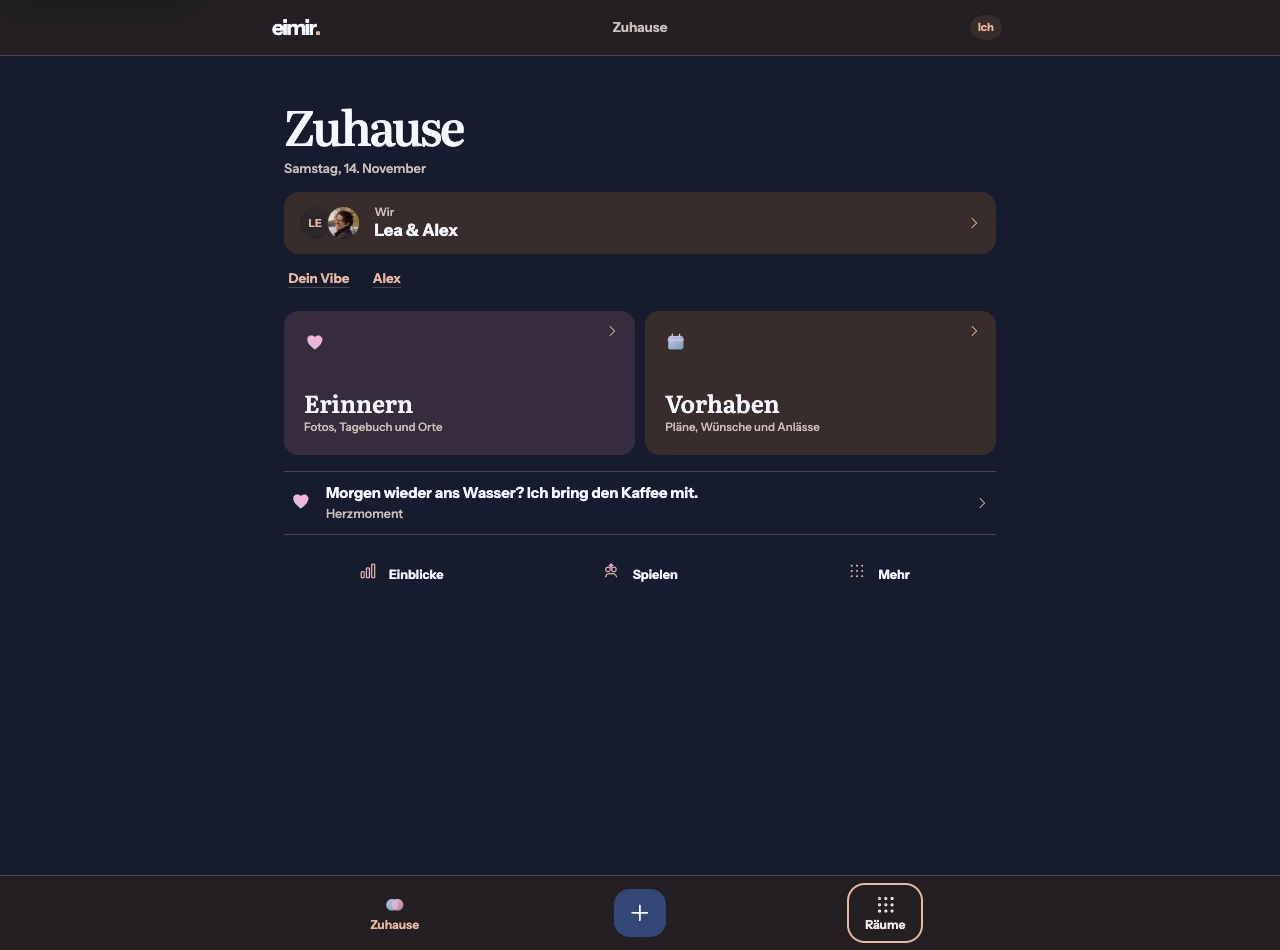 eimir.
Zuhause
Ich
Zuhause
Samstag, 14. November
LE
Wir
Lea & Alex
Dein Vibe
Alex
Erinnern
Fotos, Tagebuch und Orte
Vorhaben
Pläne, Wünsche und Anlässe
Morgen wieder ans Wasser? Ich bring den Kaffee mit.
Herzmoment
Einblicke
Spielen
Mehr
Zuhause
Räume